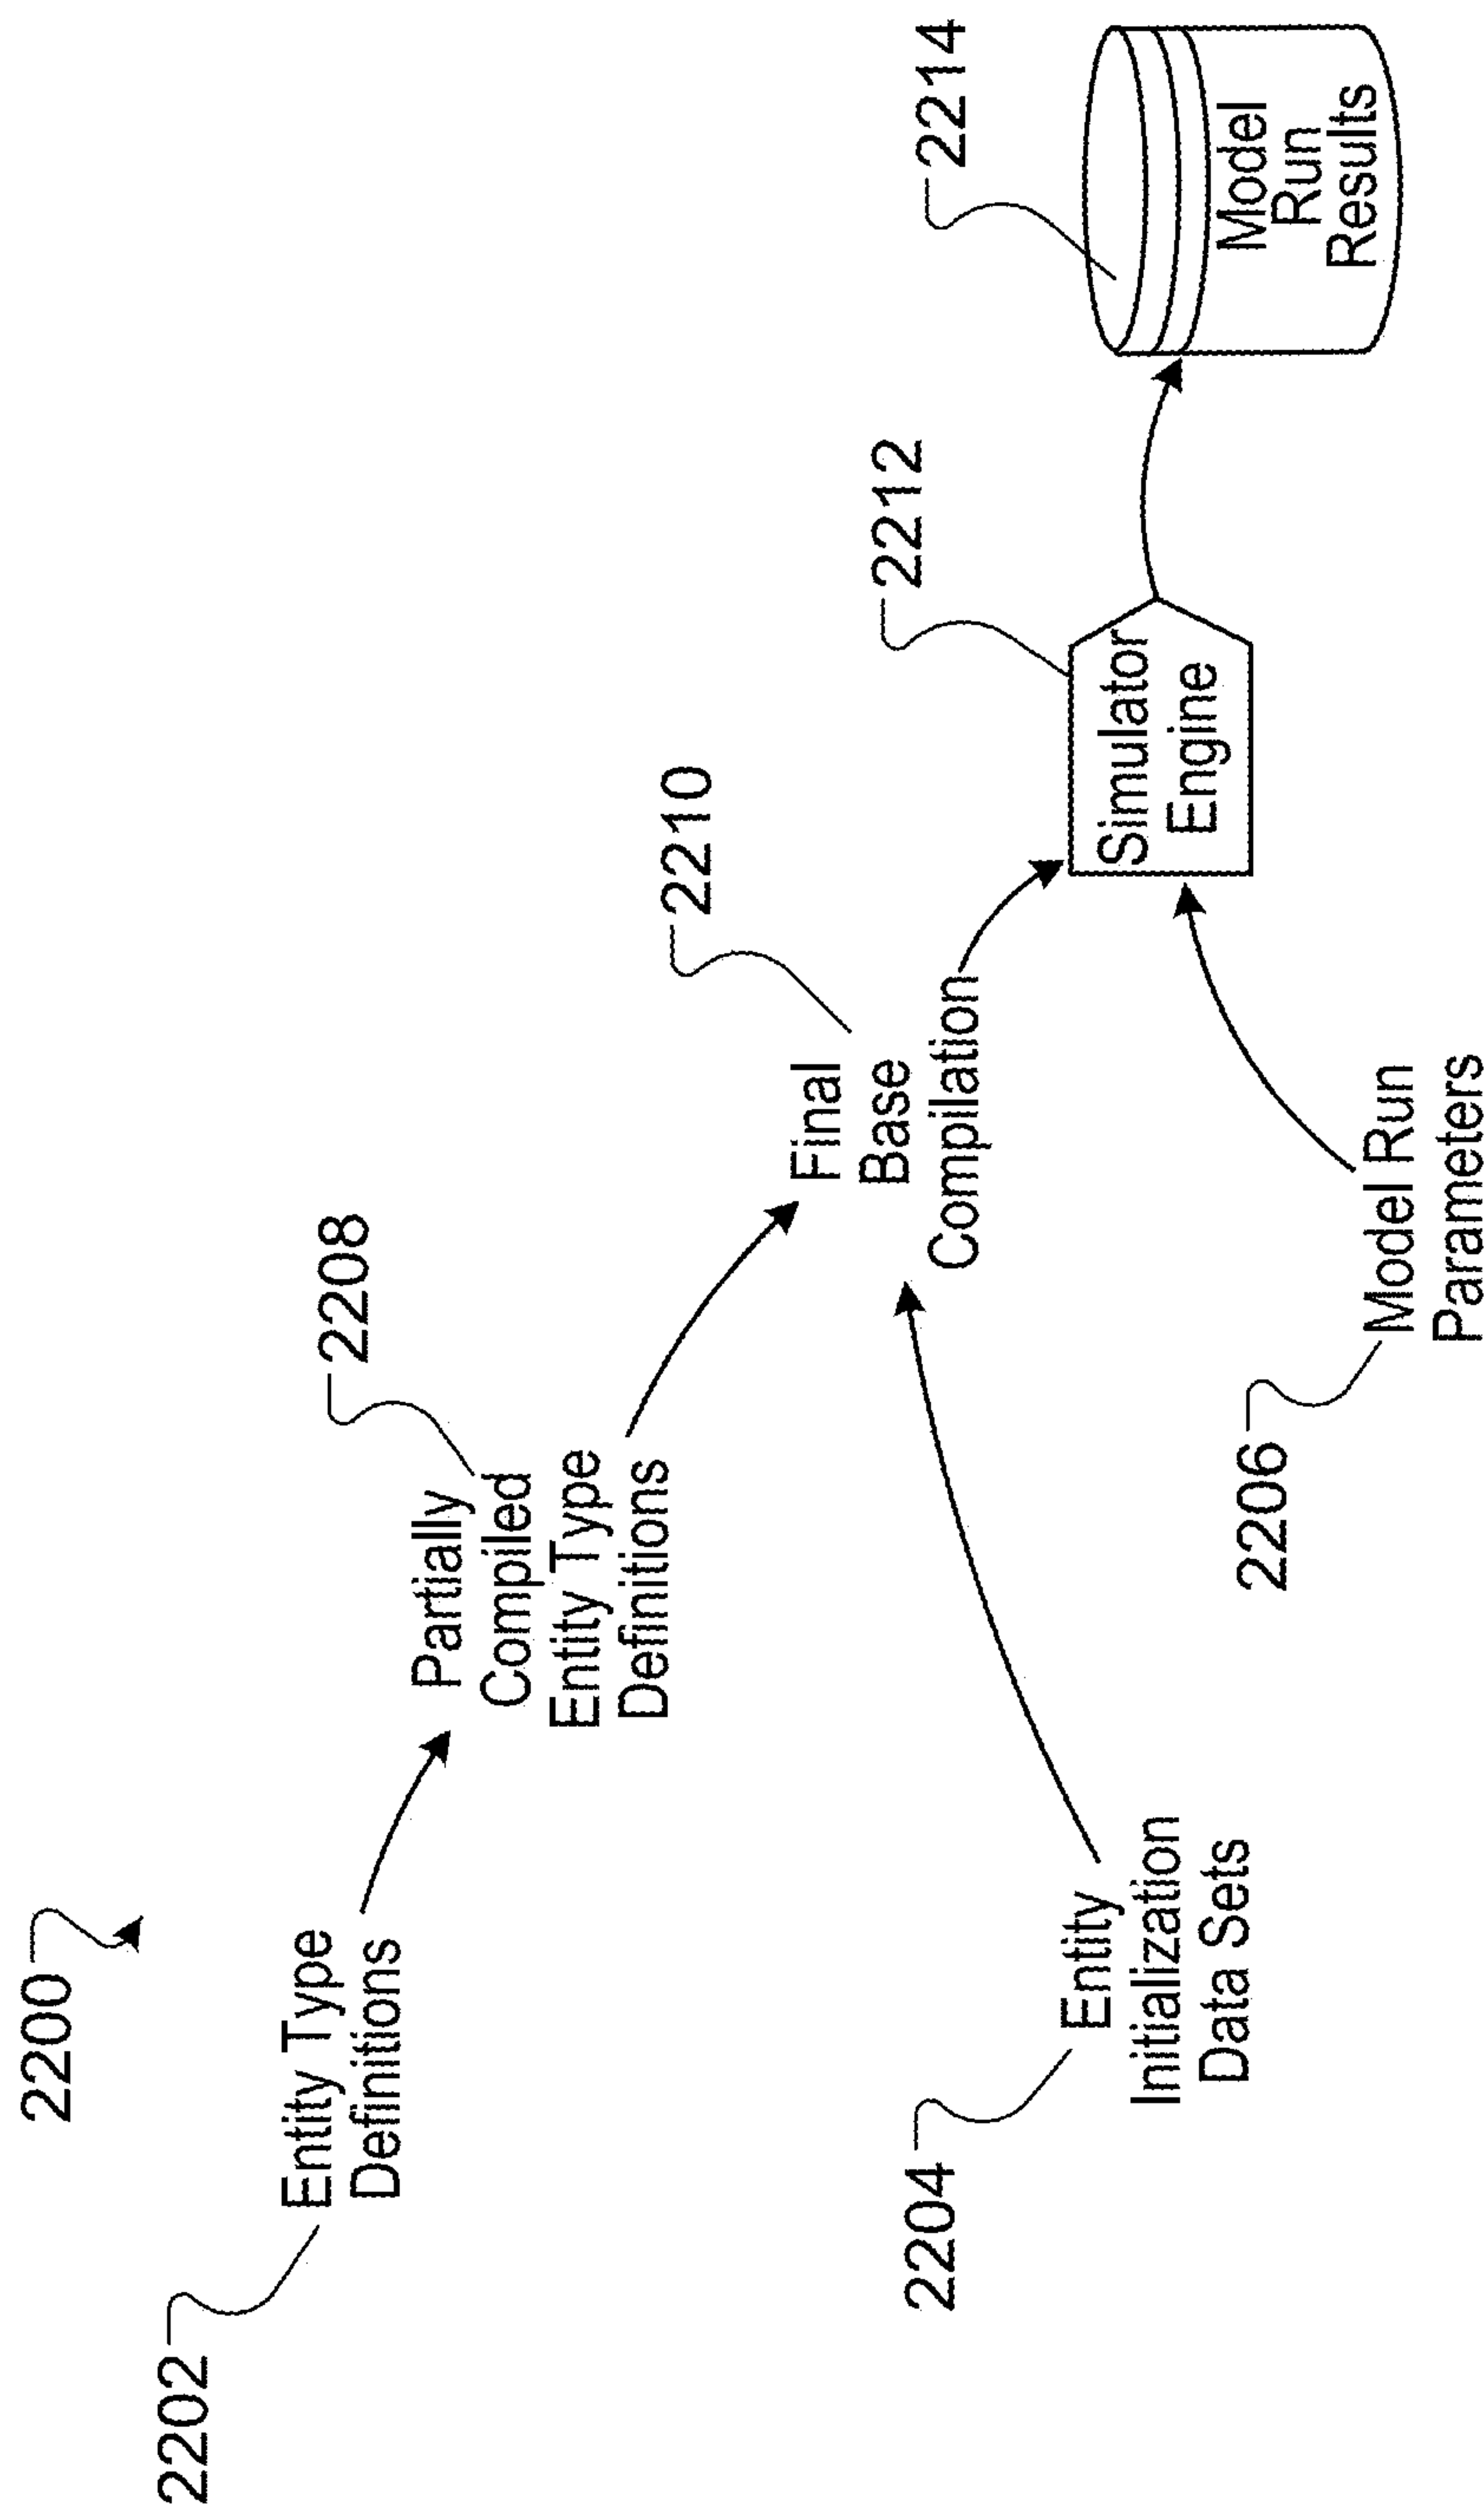 2200
2202
Entity Type
Definitions
2208
Partially
Compiled
Entity Type
Definitions
2204
Entity
Initialization
Data Sets
2210
Final
Base
Compilation
2206
Model Run
Parameters
2212
Simulator
Engine
2214
Model
Run
Results